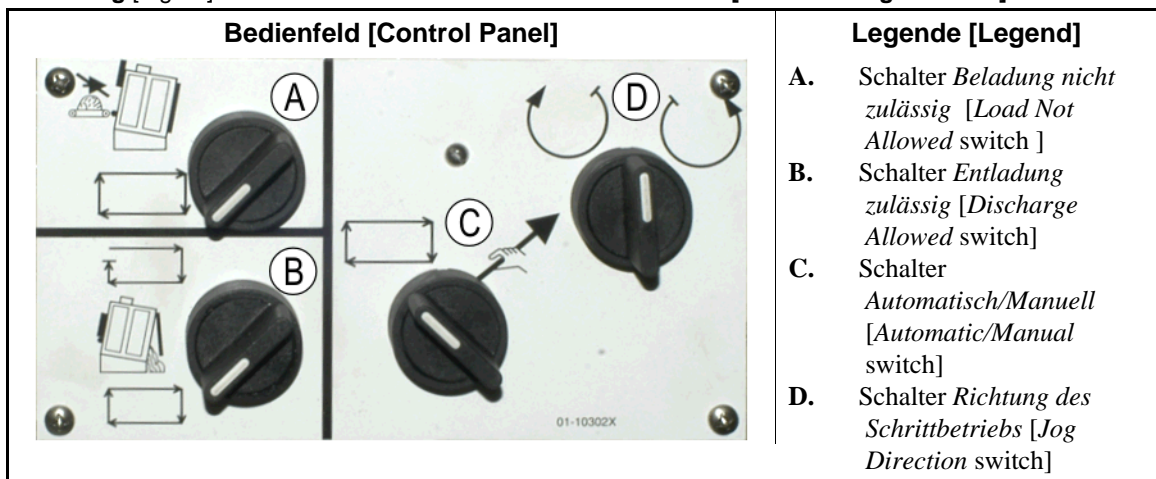 Bedienfeld [Control Panel]
A
B
C
D
01-10302X
Legende [Legend]
A. Schalter Beladung nicht
zulässig [Load Not
Allowed switch ]
B. Schalter Entladung
zulässig [Discharge
Allowed switch]
C. Schalter
Automatisch/Manuell
[Automatic/Manual
switch]
D. Schalter Richtung des
Schrittbetriebs [Jog
Direction switch]